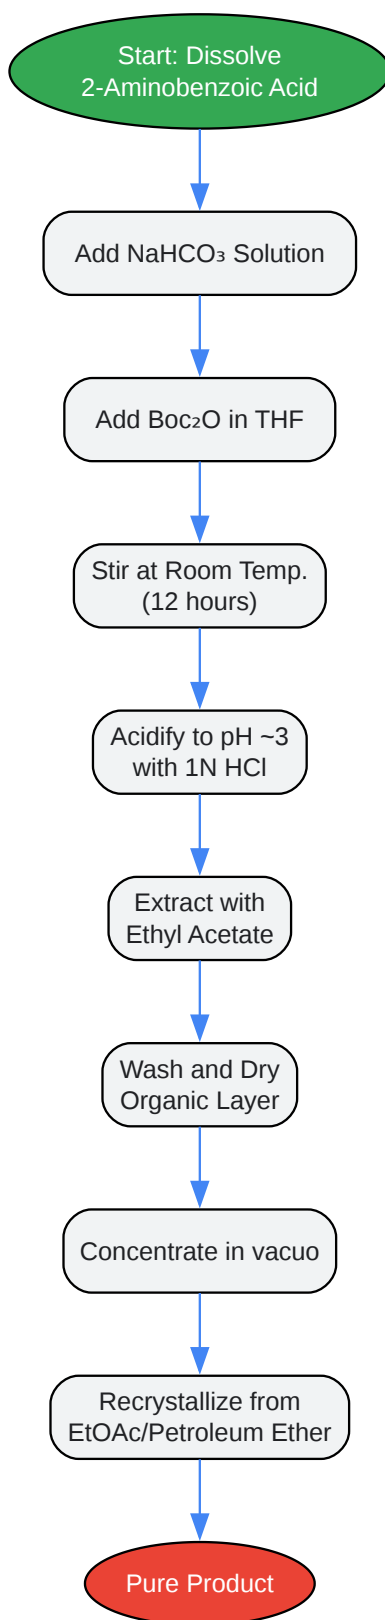 Start: Dissolve
2-Aminobenzoic Acid
Add NaHCO₃ Solution
Add Boc₂O in THF
Stir at Room Temp.
(12 hours)
Acidify to pH ~3
with 1N HCl
Extract with
Ethyl Acetate
Wash and Dry
Organic Layer
Concentrate in vacuo
Recrystallize from
EtOAc/Petroleum Ether
Pure Product